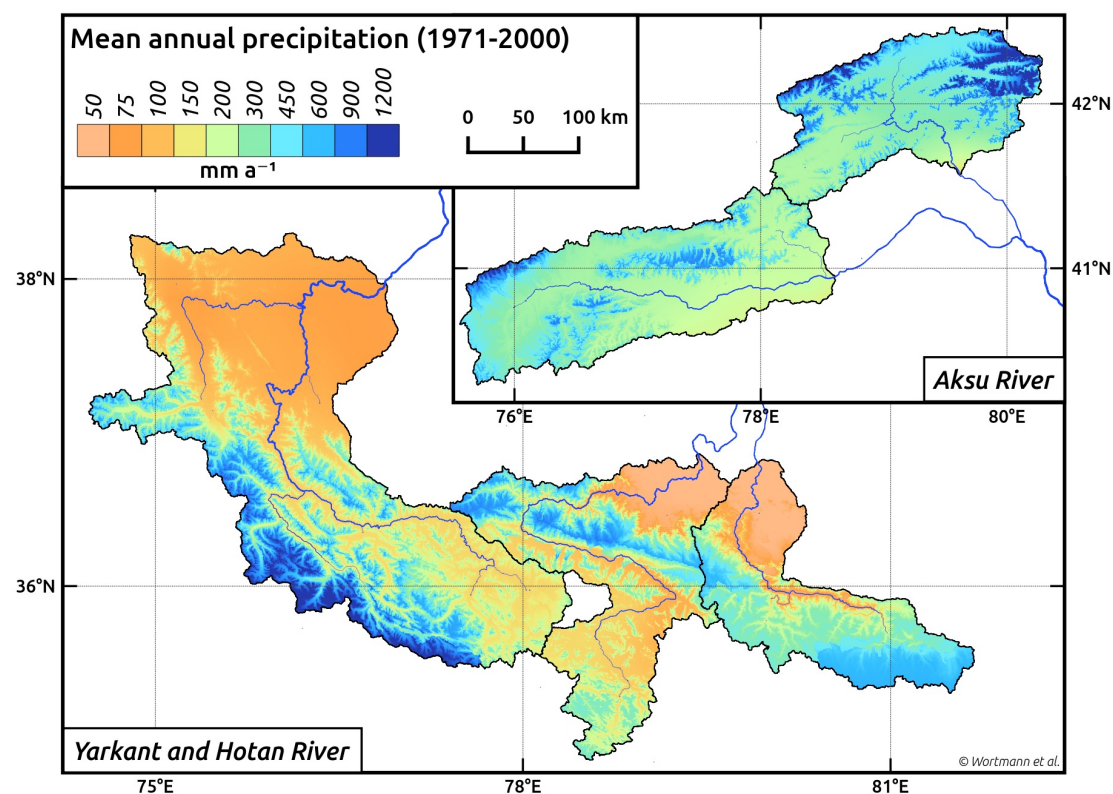 Mean annual precipitation (1971-2000)
50 75 100 150 200 300 450 600 900 1200
mm a⁻¹
0 50 100 km
42°N
41°N
Aksu River
76°E 78°E 80°E
38°N
36°N
Yarkant and Hotan River
© Wortmann et al.
75°E 78°E 81°E